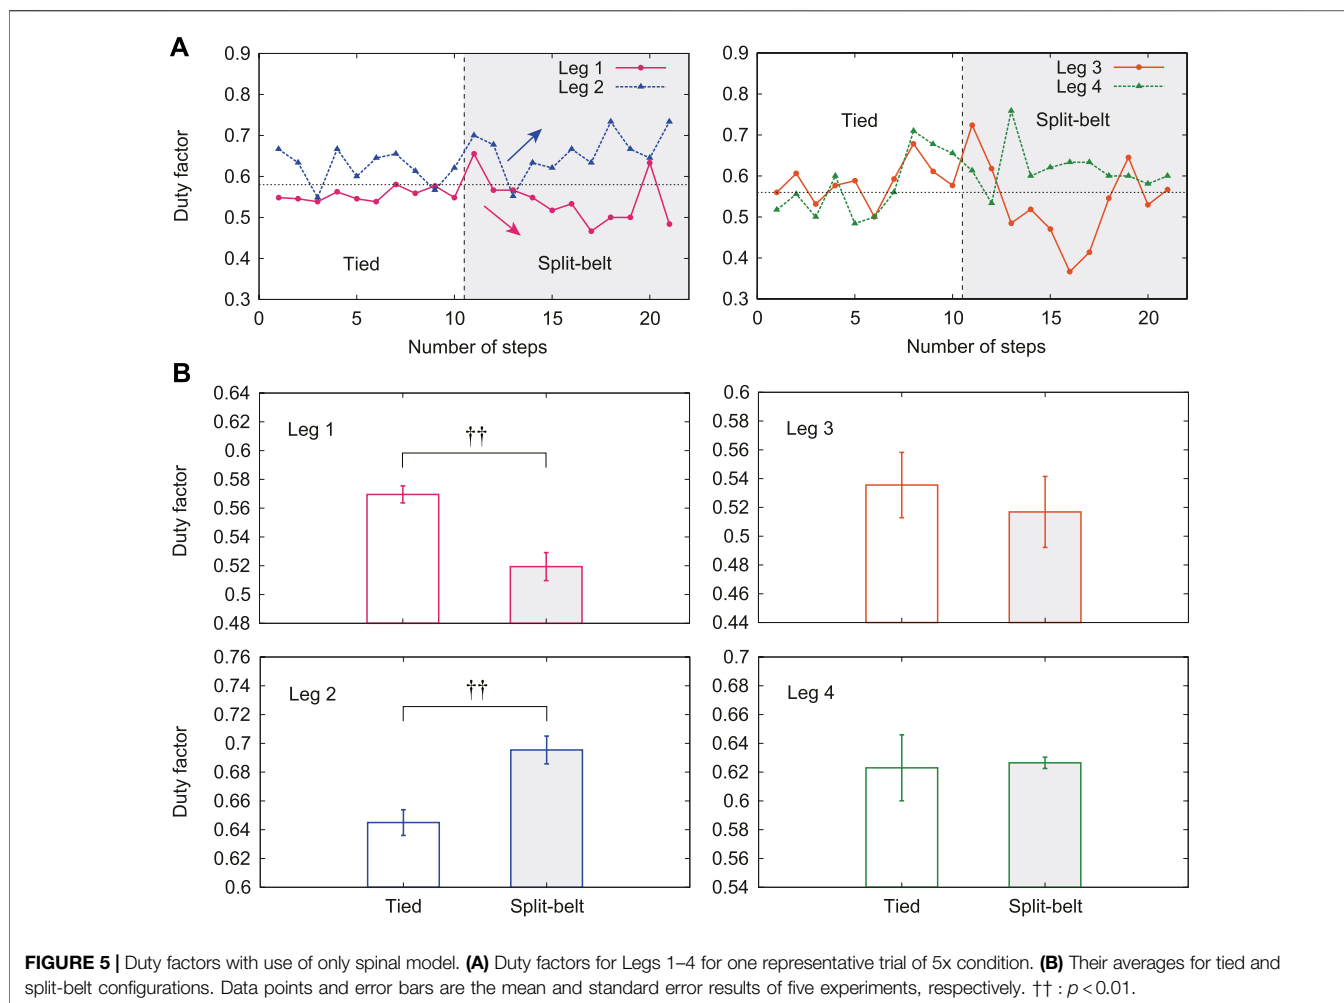 A
0.9
0.8
0.7
0.6
0.5
0.4
0.3
Duty factor
Leg 1
Leg 2
Tied
Split-belt
0 5 10 15 20
Number of steps
0.9
0.8
0.7
0.6
0.5
0.4
0.3
Leg 3
Leg 4
Tied
Split-belt
0 5 10 15 20
Number of steps
B
0.64
0.62
0.6
0.58
0.56
0.54
0.52
0.5
0.48
Duty factor
Leg 1
††
0.6
0.58
0.56
0.54
0.52
0.5
0.48
0.46
0.44
Leg 3
0.76
0.74
0.72
0.7
0.68
0.66
0.64
0.62
0.6
Duty factor
Leg 2
††
Tied Split-belt
0.7
0.68
0.66
0.64
0.62
0.6
0.58
0.56
0.54
Leg 4
Tied Split-belt
FIGURE 5 | Duty factors with use of only spinal model. (A) Duty factors for Legs 1–4 for one representative trial of 5x condition. (B) Their averages for tied and
split-belt configurations. Data points and error bars are the mean and standard error results of five experiments, respectively. †† : p < 0.01.